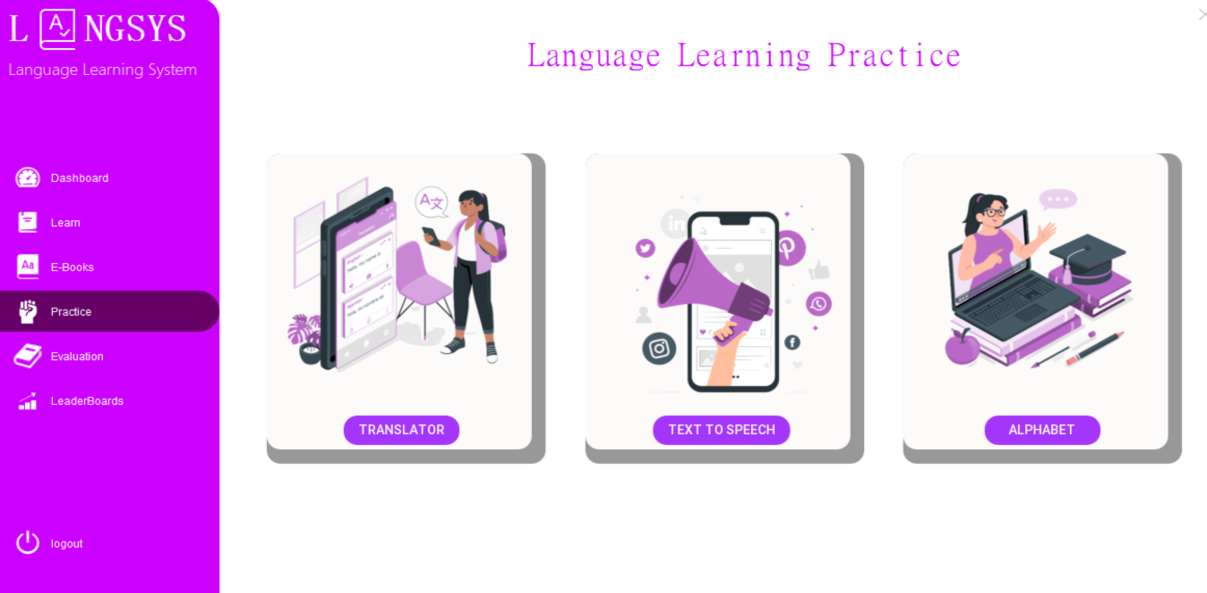 L NGSYS
Language Learning System
Dashboard
Learn
E-Books
Practice
Evaluation
LeaderBoards
logout
Language Learning Practice
TRANSLATOR
TEXT TO SPEECH
ALPHABET